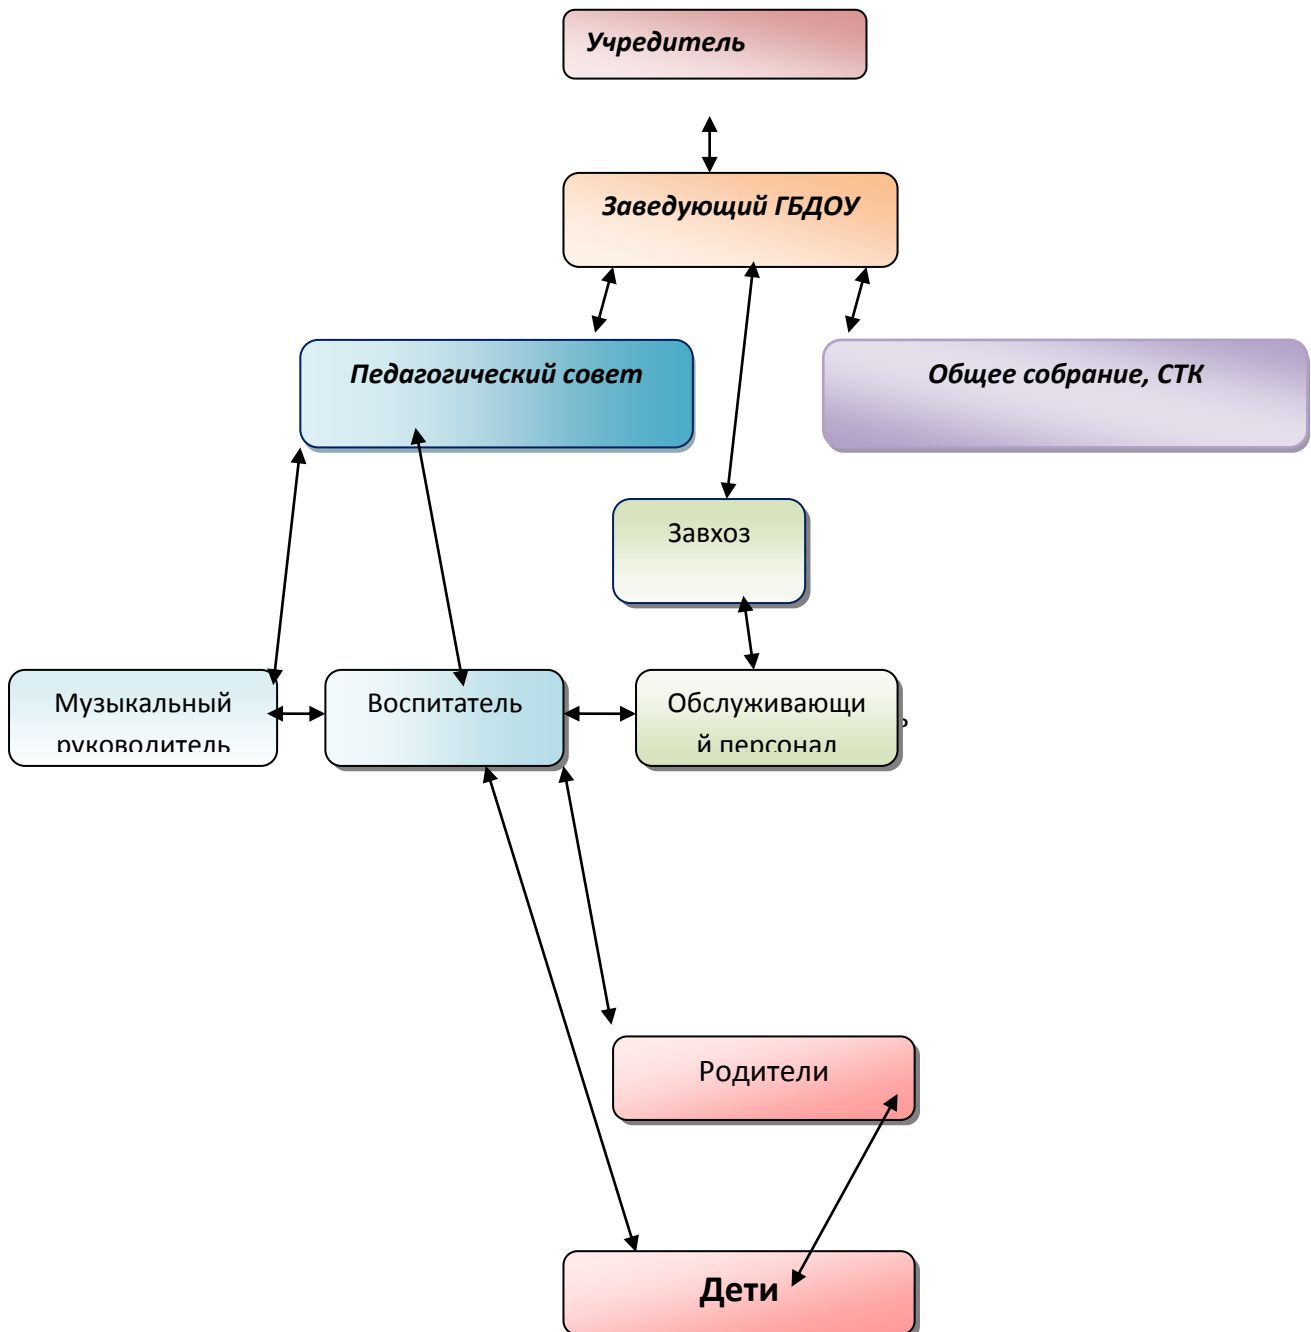 Учредитель
Заведующий ГБДОУ
Педагогический совет
Общее собрание, СТК
Завхоз
Музыкальный
руководитель
Воспитатель
Обслуживающи
й персонал
Родители
Дети